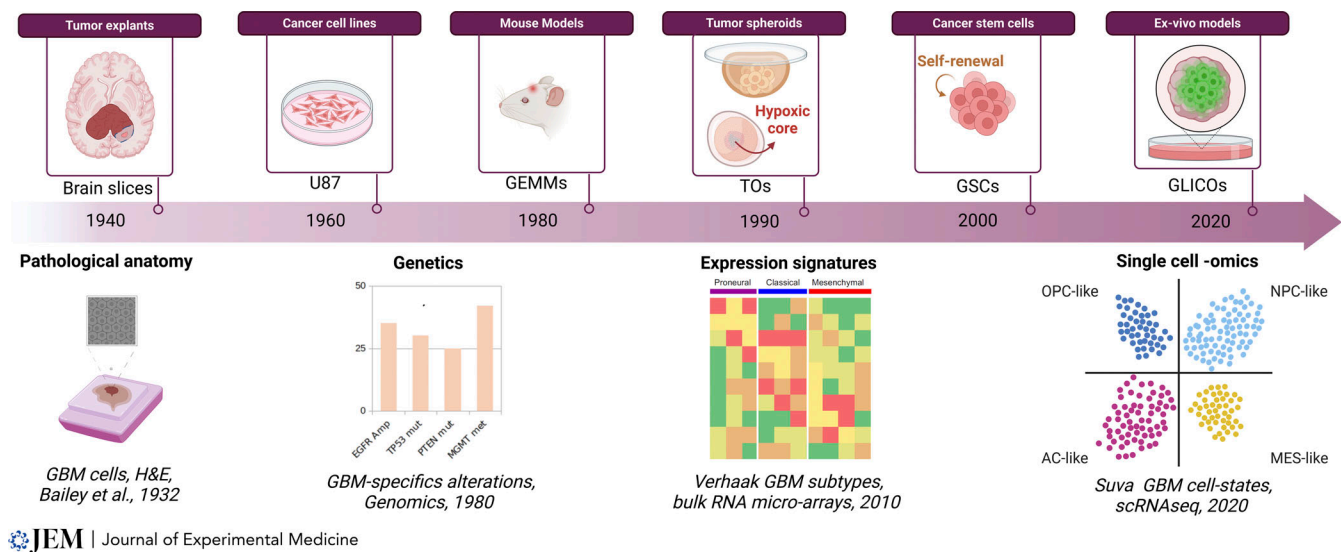 Tumor explants
Cancer cell lines
Mouse Models
Tumor spheroids
Cancer stem cells
Ex-vivo models
Self-renewal
Hypoxic
core
Brain slices
U87
GEMMs
TOs
GSCs
GLICOs
1940
1960
1980
1990
2000
2020
Pathological anatomy
Genetics
Expression signatures
Single cell -omics
50
25
0
EGFR Amp
TP53 mut
PTEN mut
MGMT met
Proneural
Classical
Mesenchymal
OPC-like
NPC-like
AC-like
MES-like
GBM cells, H&E,
Bailey et al., 1932
GBM-specifics alterations,
Genomics, 1980
Verhaak GBM subtypes,
bulk RNA micro-arrays, 2010
Suva GBM cell-states,
scRNAseq, 2020
JEM | Journal of Experimental Medicine